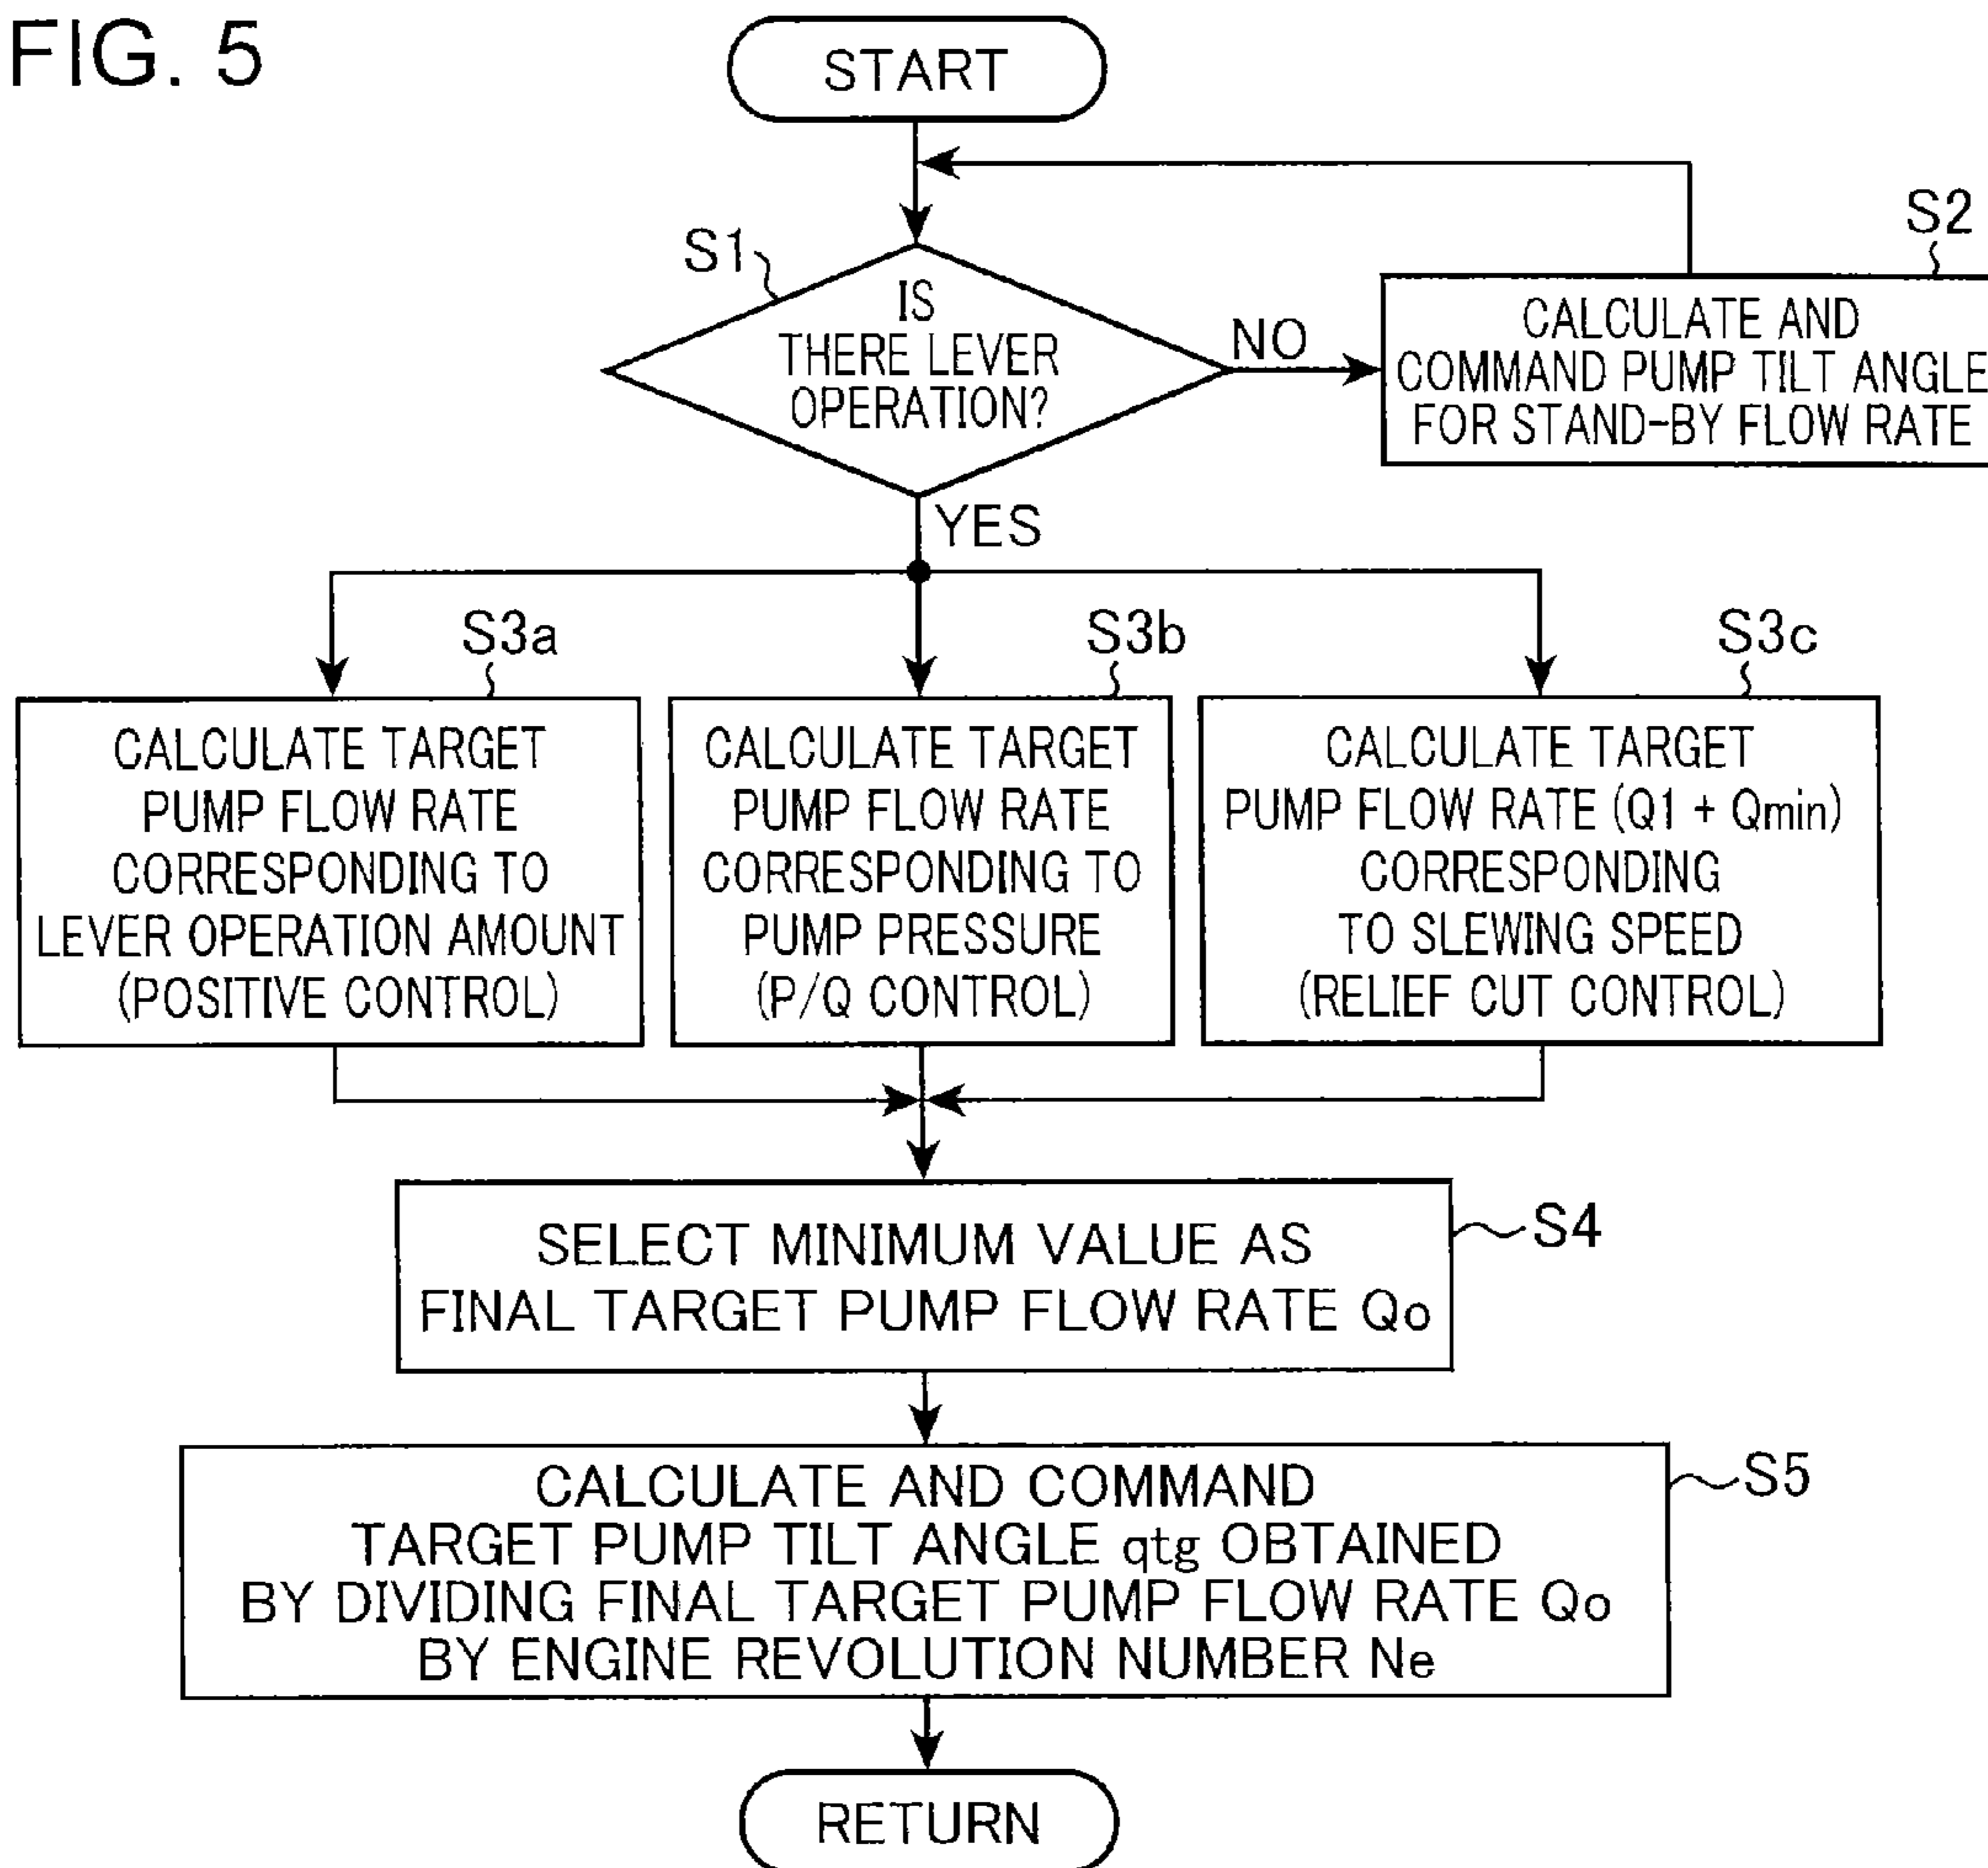 FIG. 5
START
S1
IS
THERE LEVER
OPERATION?
NO
S2
CALCULATE AND
COMMAND PUMP TILT ANGLE
FOR STAND-BY FLOW RATE
YES
S3a
CALCULATE TARGET
PUMP FLOW RATE
CORRESPONDING TO
LEVER OPERATION AMOUNT
(POSITIVE CONTROL)
S3b
CALCULATE TARGET
PUMP FLOW RATE
CORRESPONDING TO
PUMP PRESSURE
(P/Q CONTROL)
S3c
CALCULATE TARGET
PUMP FLOW RATE (Q1 + Qmin)
CORRESPONDING
TO SLEWING SPEED
(RELIEF CUT CONTROL)
SELECT MINIMUM VALUE AS
FINAL TARGET PUMP FLOW RATE Qo
S4
CALCULATE AND COMMAND
TARGET PUMP TILT ANGLE qtg OBTAINED
BY DIVIDING FINAL TARGET PUMP FLOW RATE Qo
BY ENGINE REVOLUTION NUMBER Ne
S5
RETURN